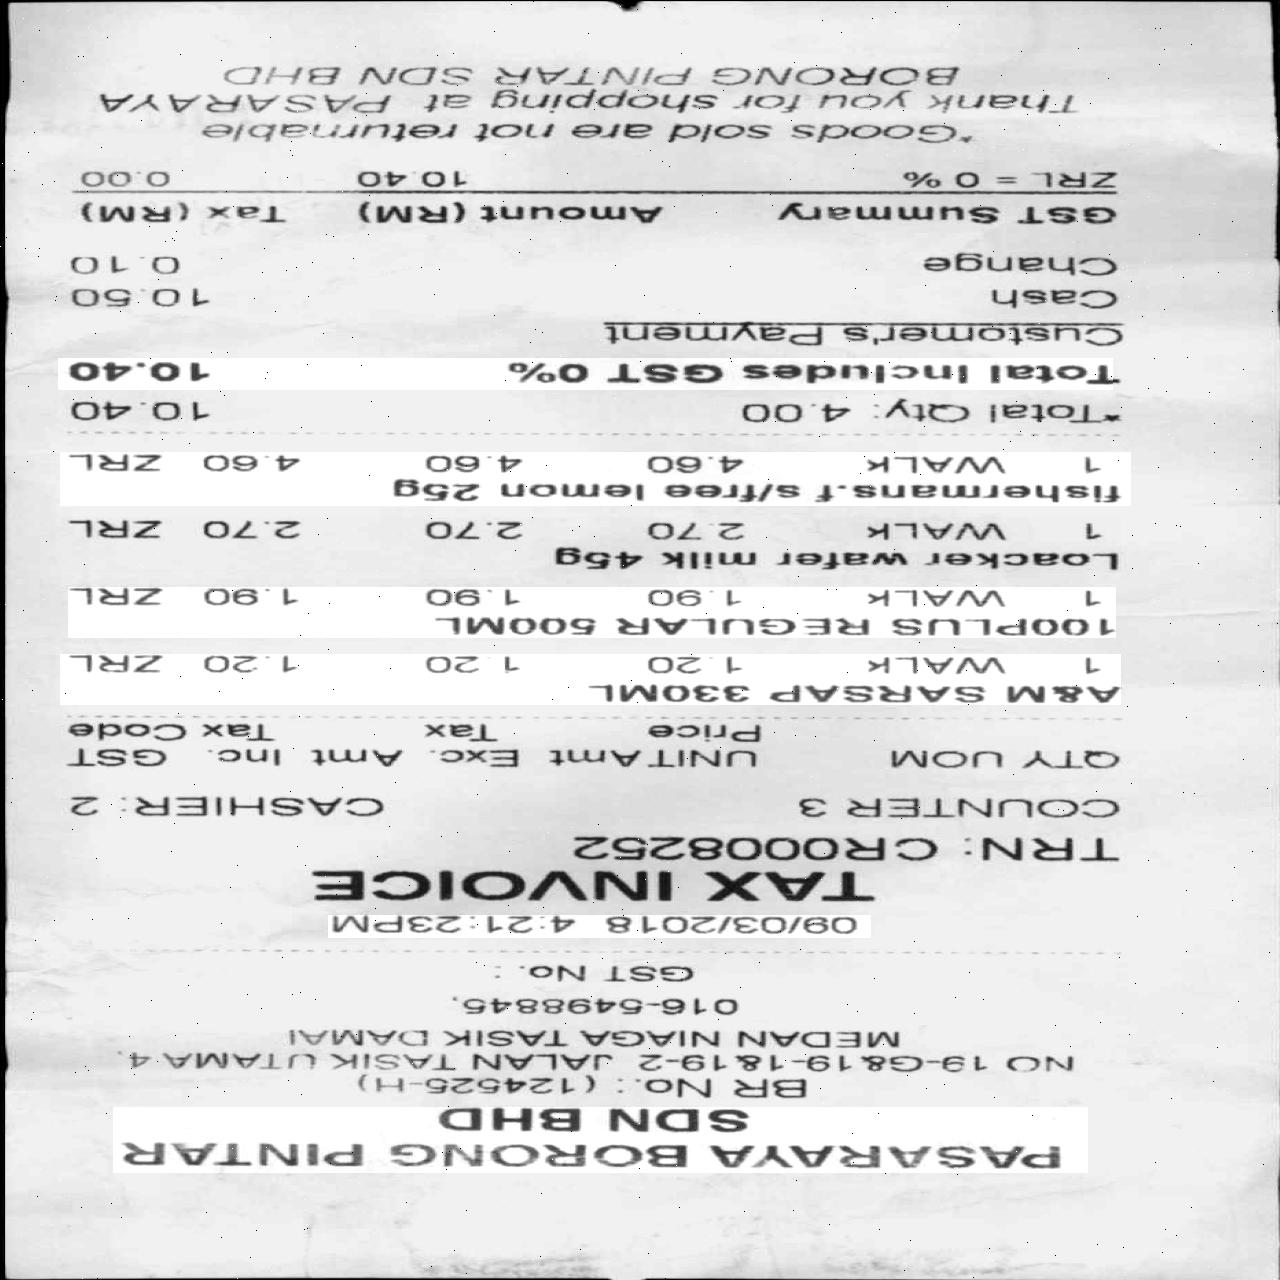 PASARAYA BORONG PINTAR
SDN BHD
BR No.: (124525-H)
NO 19-G&19-1&19-2 JALAN TASIK UTAMA 4,
MEDAN NIAGA TASIK DAMAI
016-5498845.
GST No. :
09/03/2018 4:21:23PM
TAX INVOICE
TRN: CR0008252
COUNTER 3 CASHIER: 2
QTY UOM UNIT Amt Exc. Amt Inc. GST
Price Tax Tax Code
A&M SARSAP 330ML
1 WALK 1.20 1.20 1.20 ZRL
100PLUS REGULAR 500ML
1 WALK 1.90 1.90 1.90 ZRL
Loacker wafer milk 45g
1 WALK 2.70 2.70 2.70 ZRL
fishermans.f s/free lemon 25g
1 WALK 4.60 4.60 4.60 ZRL
*Total Qty: 4.00 10.40
Total Includes GST 0% 10.40
Customer's Payment
Cash 10.50
Change 0.10
GST Summary Amount (RM) Tax (RM)
ZRL = 0 % 10.40 0.00
*Goods sold are not returnable
Thank you for shopping at PASARAYA
BORONG PINTAR SDN BHD